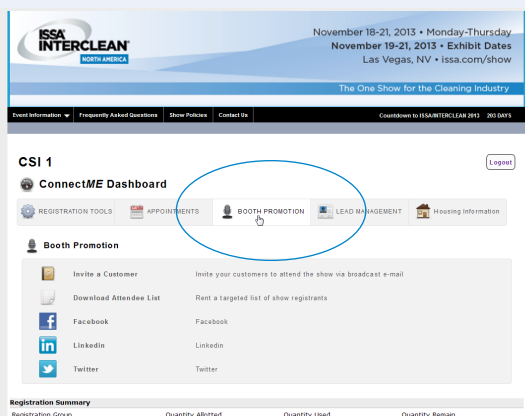 ISSA
INTERCLEAN®
NORTH AMERICA
November 18-21, 2013 • Monday-Thursday
November 19-21, 2013 • Exhibit Dates
Las Vegas, NV • issa.com/show
The One Show for the Cleaning Industry
Event Information Frequently Asked Questions Show Policies Contact Us Countdown to ISSA/INTERCLEAN 2013 203 DAYS
CSI 1
Logout
ConnectME Dashboard
REGISTRATION TOOLS APPOINTMENTS BOOTH PROMOTION LEAD MANAGEMENT Housing Information
Booth Promotion
Invite a Customer Invite your customers to attend the show via broadcast e-mail
Download Attendee List Rent a targeted list of show registrants
Facebook Facebook
Linkedin Linkedin
Twitter Twitter
Registration Summary
Registration Group Quantity Allotted Quantity Used Quantity Remain